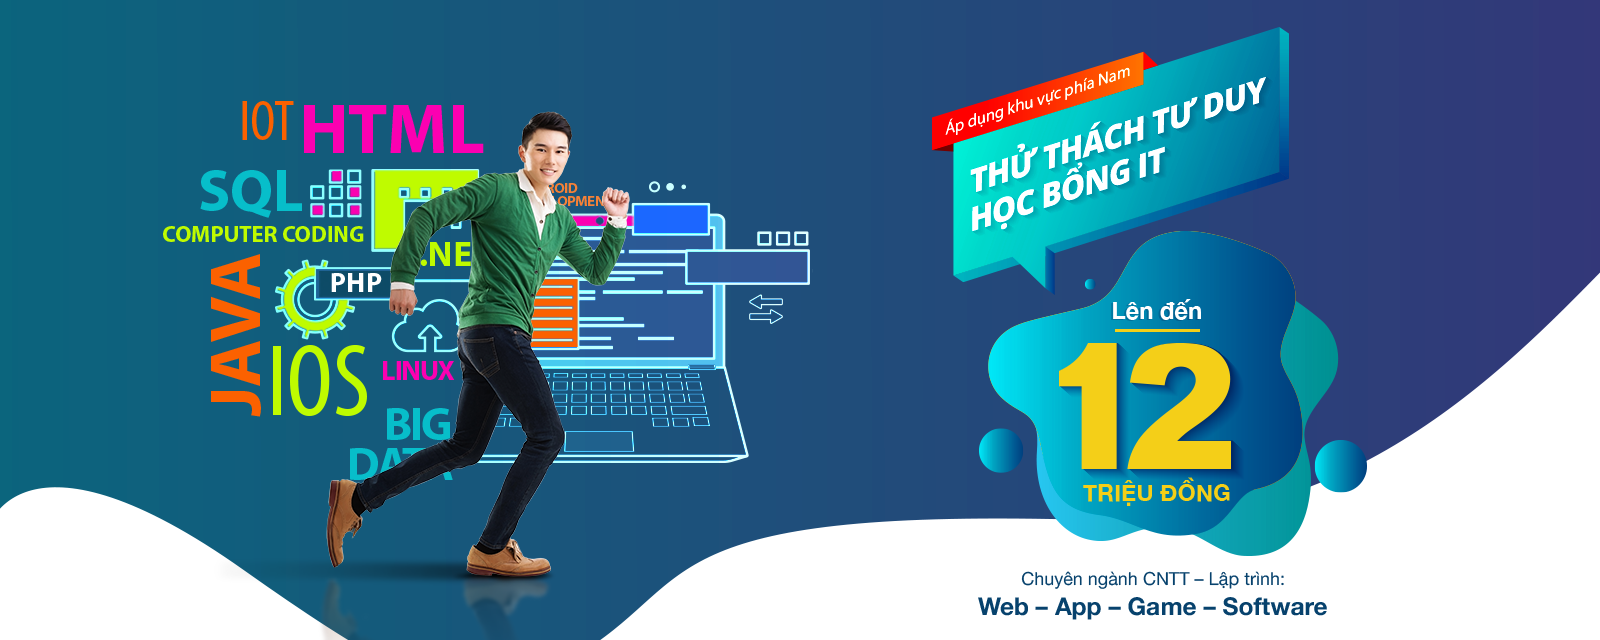 IOT HTML
SQL
COMPUTER CODING
.NE
JAVA
PHP
IOS
LINUX
BIG
DATA
Áp dụng khu vực phía Nam
THỬ THÁCH TƯ DUY
HỌC BỔNG IT
Lên đến
12
TRIỆU ĐỒNG
Chuyên ngành CNTT – Lập trình:
Web – App – Game – Software